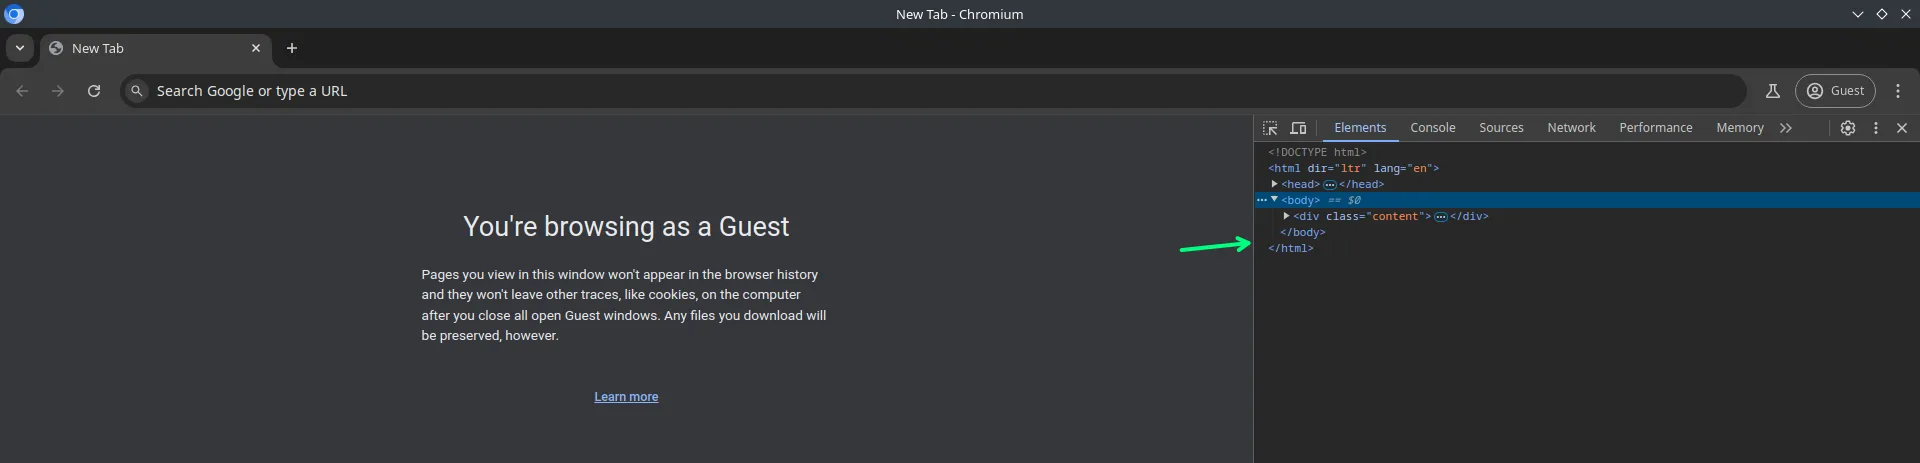 New Tab - Chromium
New Tab
Search Google or type a URL
Guest
You're browsing as a Guest
Pages you view in this window won't appear in the browser history
and they won't leave other traces, like cookies, on the computer
after you close all open Guest windows. Any files you download will
be preserved, however.
Learn more
Elements Console Sources Network Performance Memory
<!DOCTYPE html>
<html dir="ltr" lang="en">
<head>…</head>
<body> == $0
<div class="content">…</div>
</body>
</html>